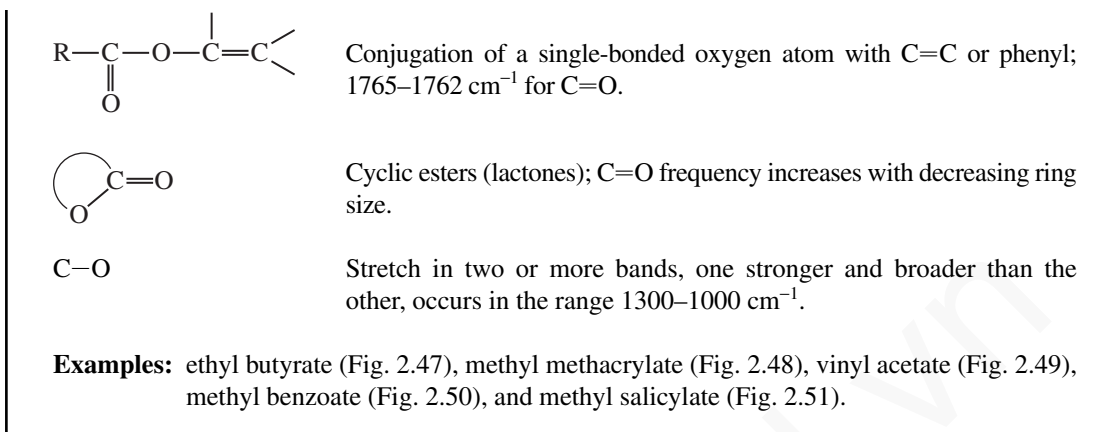 R—C—O—C=C
O
Conjugation of a single-bonded oxygen atom with C=C or phenyl;
1765–1762 cm⁻¹ for C=O.
C=O
O
Cyclic esters (lactones); C=O frequency increases with decreasing ring
size.
C−O
Stretch in two or more bands, one stronger and broader than the
other, occurs in the range 1300–1000 cm⁻¹.
Examples: ethyl butyrate (Fig. 2.47), methyl methacrylate (Fig. 2.48), vinyl acetate (Fig. 2.49),
methyl benzoate (Fig. 2.50), and methyl salicylate (Fig. 2.51).
vn